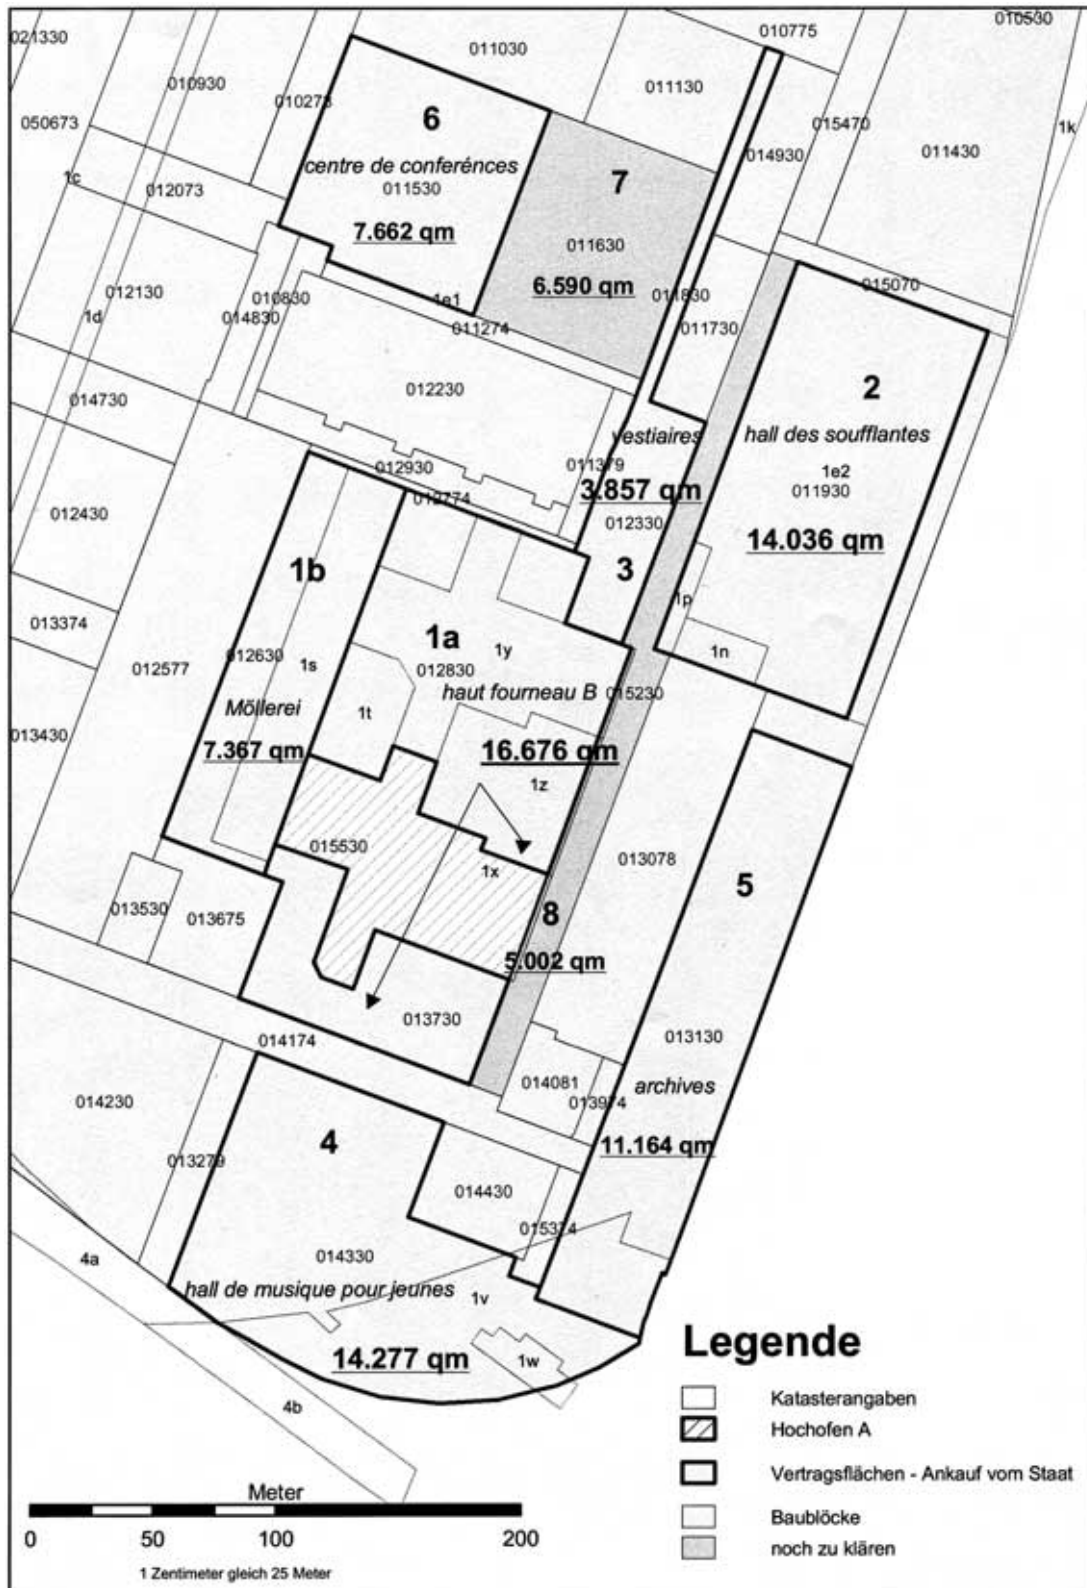 010530
021330
010775
011030
010930
011130
010273
050673
015470
1k
6
014930
011430
centre de conferénces
1c
012073
011530
7
7.662 qm
011630
6.590 qm
015070
012130
010830
1e1
011830
1d
014830
011274
011730
2
014730
012230
vestiaires
hall des soufflantes
012930
011379
1e2
012774
3.857 qm
011930
012430
012330
14.036 qm
1b
3
1p
013374
1a
1y
012577
012630
1s
012830
1n
haut fourneau B
015230
Möllerei
1t
013430
7.367 qm
16.676 qm
1z
015530
013078
1x
5
013530
013675
8
5.002 qm
013730
014174
013130
014081
archives
014230
013974
4
11.164 qm
013279
014430
015374
4a
014330
hall de musique pour jeunes
1v
14.277 qm
1w
4b
Legende
Katasterangaben
Hochofen A
Vertragsflächen - Ankauf vom Staat
Baublöcke
noch zu klären
Meter
0 50 100 200
1 Zentimeter gleich 25 Meter